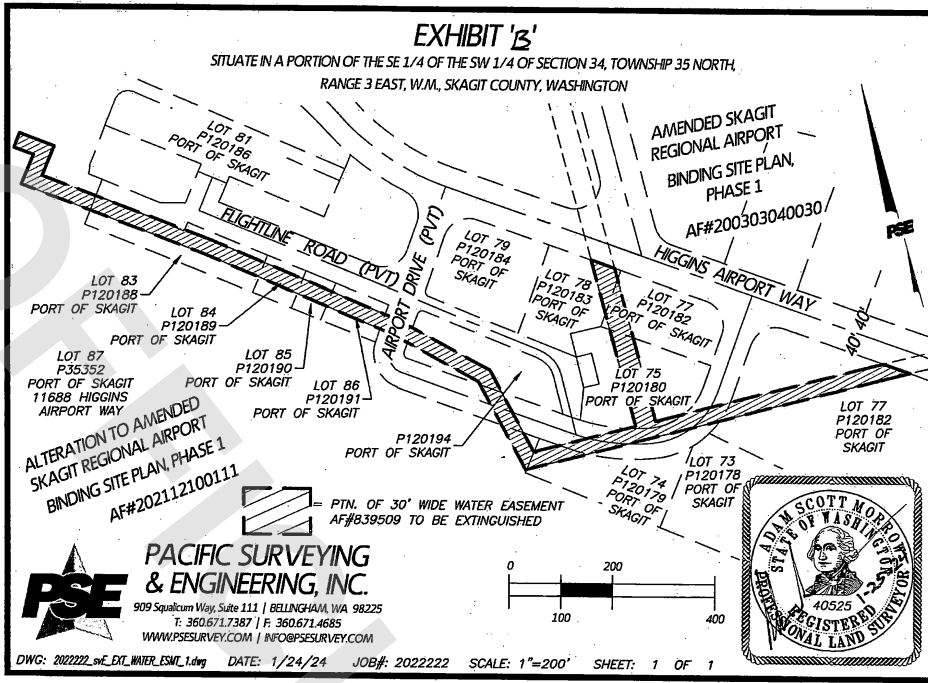 EXHIBIT 'B'
SITUATE IN A PORTION OF THE SE 1/4 OF THE SW 1/4 OF SECTION 34, TOWNSHIP 35 NORTH,
RANGE 3 EAST, W.M., SKAGIT COUNTY, WASHINGTON
AMENDED SKAGIT
REGIONAL AIRPORT
BINDING SITE PLAN,
PHASE 1
AF#200303040030
PSE
LOT 81
P120186
PORT OF SKAGIT
FLIGHTLINE ROAD (PVT)
AIRPORT DRIVE (PVT)
HIGGINS AIRPORT WAY
40' 40'
LOT 79
P120184
PORT OF
SKAGIT
LOT 78
P120183
PORT OF
SKAGIT
LOT 77
P120182
PORT OF SKAGIT
LOT 75
P120180
PORT OF SKAGIT
LOT 83
P120188
PORT OF SKAGIT
LOT 84
P120189
PORT OF SKAGIT
LOT 85
P120190
PORT OF SKAGIT
LOT 86
P120191
PORT OF SKAGIT
LOT 87
P35352
PORT OF SKAGIT
11688 HIGGINS
AIRPORT WAY
P120194
PORT OF SKAGIT
LOT 74
P120179
PORT OF
SKAGIT
LOT 73
P120178
PORT OF
SKAGIT
LOT 77
P120182
PORT OF
SKAGIT
ALTERATION TO AMENDED
SKAGIT REGIONAL AIRPORT
BINDING SITE PLAN, PHASE 1
AF#202112100111
= PTN. OF 30' WIDE WATER EASEMENT
AF#839509 TO BE EXTINGUISHED
PSE
PACIFIC SURVEYING
& ENGINEERING, INC.
909 Squalicum Way, Suite 111 | BELLINGHAM, WA 98225
T: 360.671.7387 | F: 360.671.4685
WWW.PSESURVEY.COM | INFO@PSESURVEY.COM
0 200
400
ADAM SCOTT MORROW
STATE OF WASHINGTON
40525
REGISTERED
PROFESSIONAL LAND SURVEYOR
DWG: 2022222_svE_EXT_WATER_ESMT_1.dwg DATE: 1/24/24 JOB#: 2022222 SCALE: 1"=200' SHEET: 1 OF 1